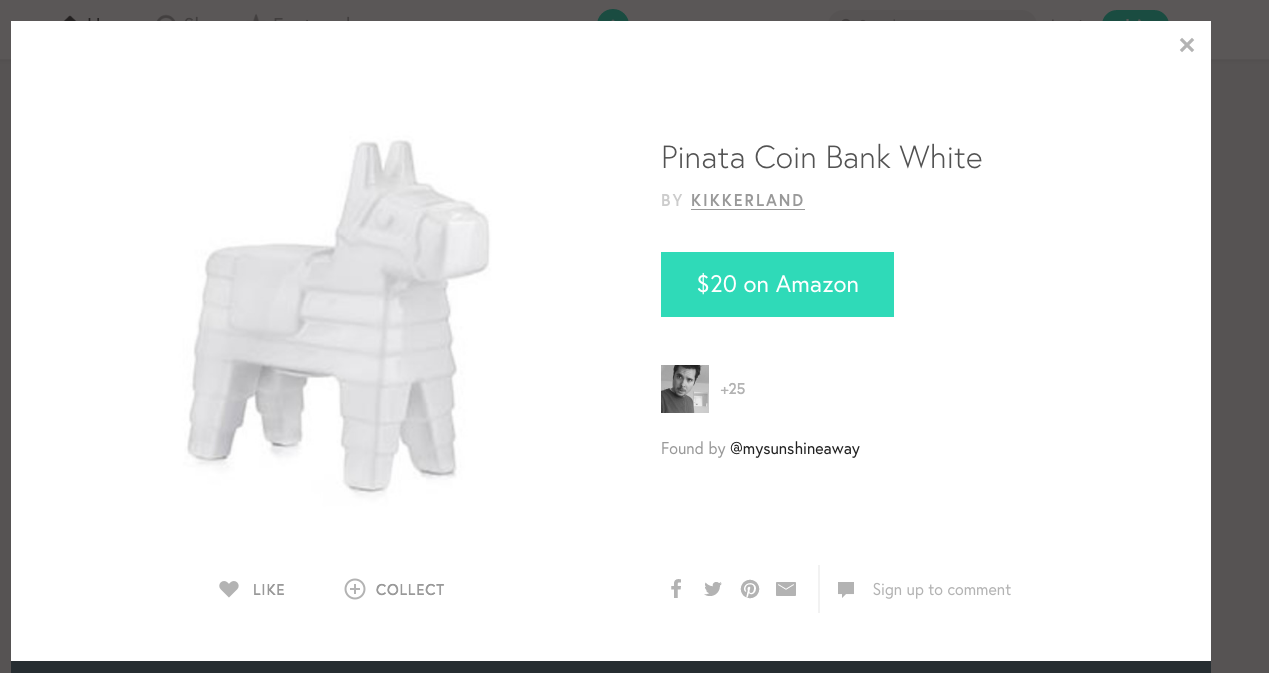 Pinata Coin Bank White
BY KIKKERLAND
$20 on Amazon
+25
Found by @mysunshineaway
LIKE
COLLECT
Sign up to comment